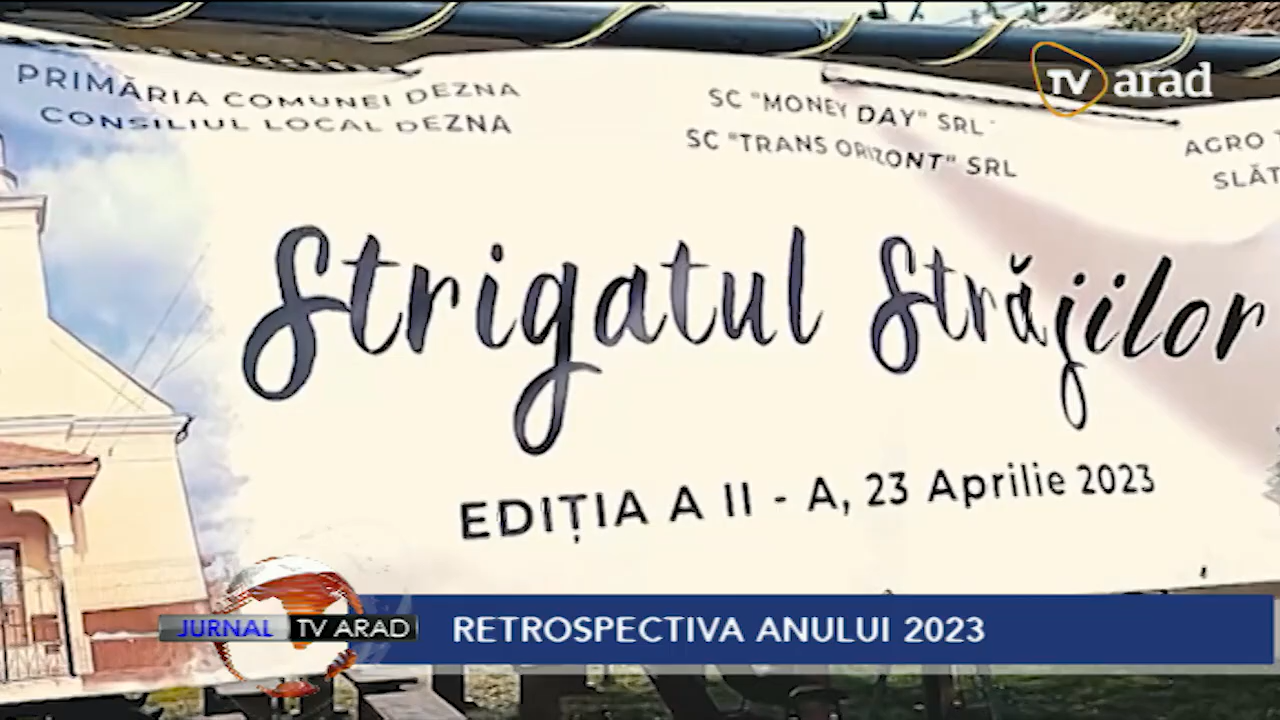 PRIMĂRIA COMUNEI DEZNA
CONSILIUL LOCAL DEZNA
SC "MONEY DAY" SRL
SC "TRANS ORIZONT" SRL
AGRO
TV arad
Strigatul Străjilor
EDIȚIA A II - A, 23 Aprilie 2023
JURNAL TV ARAD
RETROSPECTIVA ANULUI 2023